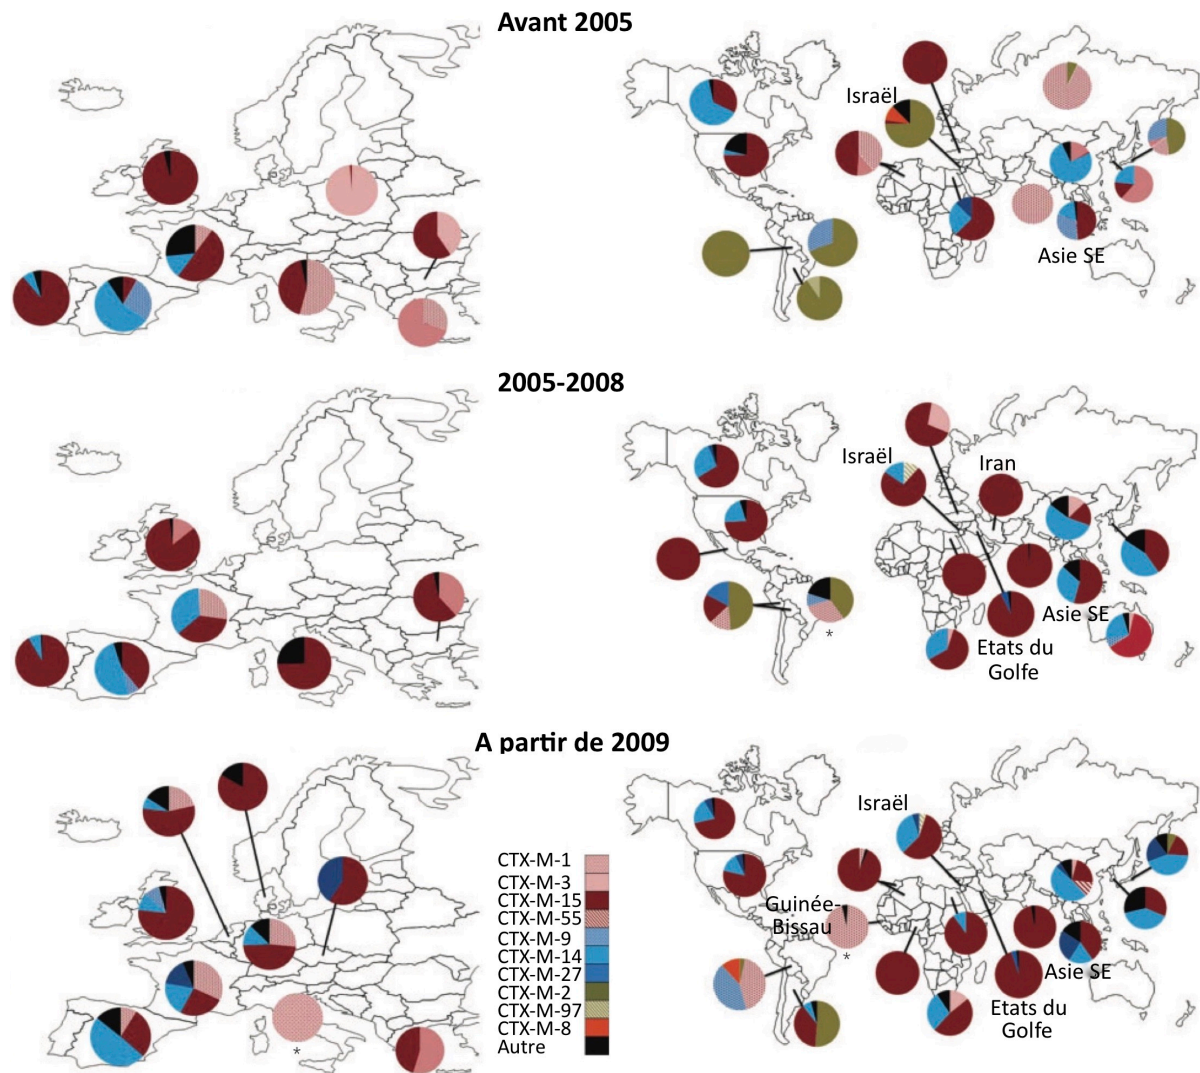 Avant 2005
Israël
Asie SE
2005-2008
Israël
Iran
Asie SE
Etats du
Golfe
*
A partir de 2009
Israël
Guinée-
Bissau
*
Asie SE
Etats du
Golfe
CTX-M-1
CTX-M-3
CTX-M-15
CTX-M-55
CTX-M-9
CTX-M-14
CTX-M-27
CTX-M-2
CTX-M-97
CTX-M-8
Autre
*